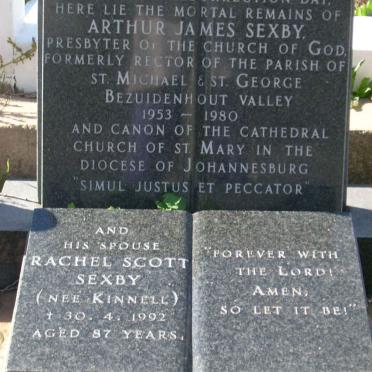 HERE LIE THE MORTAL REMAINS OF
ARTHUR JAMES SEXBY,
PRESBYTER OF THE CHURCH OF GOD,
FORMERLY RECTOR OF THE PARISH OF
ST. MICHAEL & ST. GEORGE
BEZUIDENHOUT VALLEY
1953 – 1980
AND CANON OF THE CATHEDRAL
CHURCH OF ST. MARY IN THE
DIOCESE OF JOHANNESBURG
"SIMUL JUSTUS ET PECCATOR"
AND
HIS SPOUSE
RACHEL SCOTT
SEXBY
(NEE KINNELL)
† 30. 4. 1992
AGED 87 YEARS.
"FOREVER WITH
THE LORD!
AMEN,
SO LET IT BE!"